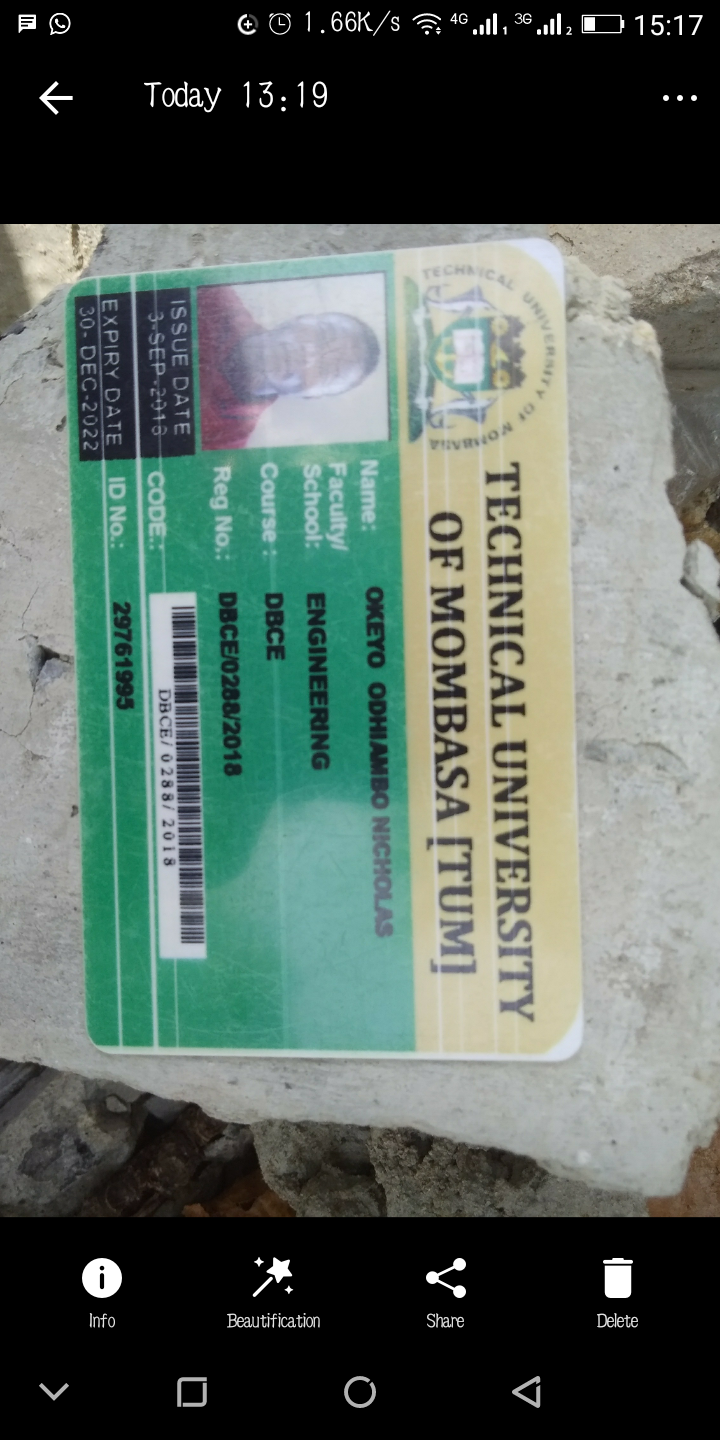 1.66K/s 4G 1 3G 2 15:17
Today 13:19
TECHNICAL UNIVERSITY OF MOMBASA
TECHNICAL UNIVERSITY
OF MOMBASA [TUM]
Name: OKEYO ODHIAMBO NICHOLAS
Faculty/
School: ENGINEERING
Course : DBCE
Reg No.: DBCE/0288/2018
CODE.:
DBCE/ 0288/ 2018
ID No.: 29761995
ISSUE DATE
3-SEP-2018
EXPIRY DATE
30- DEC-2022
Info
Beautification
Share
Delete